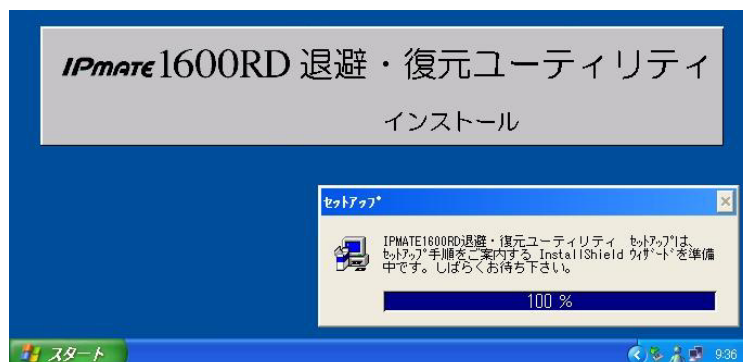 IPmate1600RD 退避・復元ユーティリティ
インストール
セットアップ
IPMATE1600RD退避・復元ユーティリティ セットアップは、
セットアップ手順をご案内する InstallShield ウィザードを準備
中です。しばらくお待ち下さい。
100 %
スタート
9:36